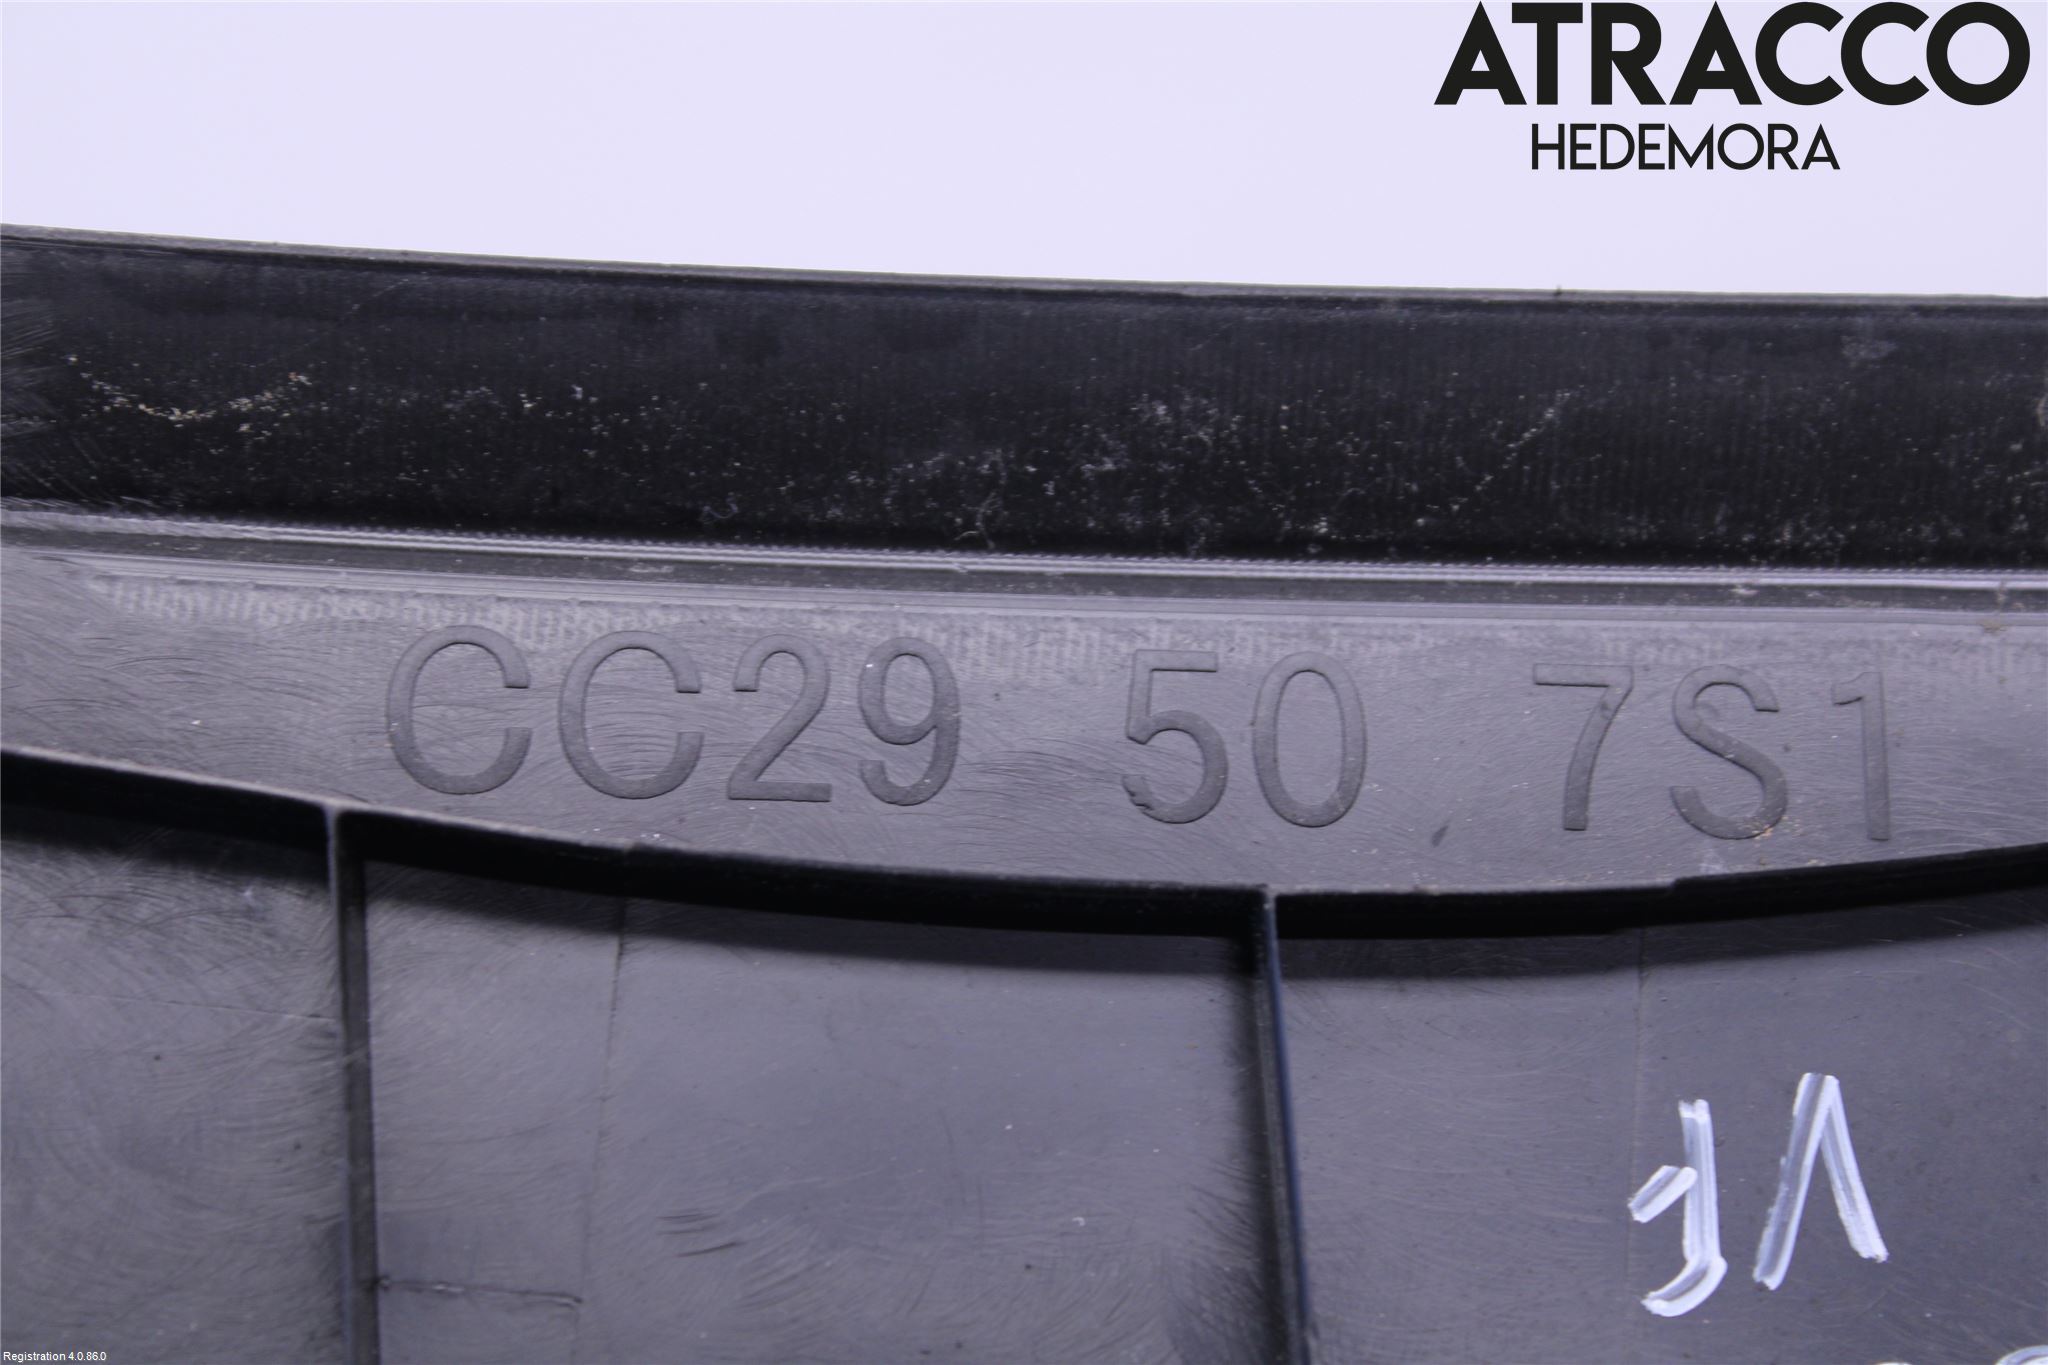 ATRACCO
HEDEMORA
CC29 50 7S1
Registration 4.0.86.0